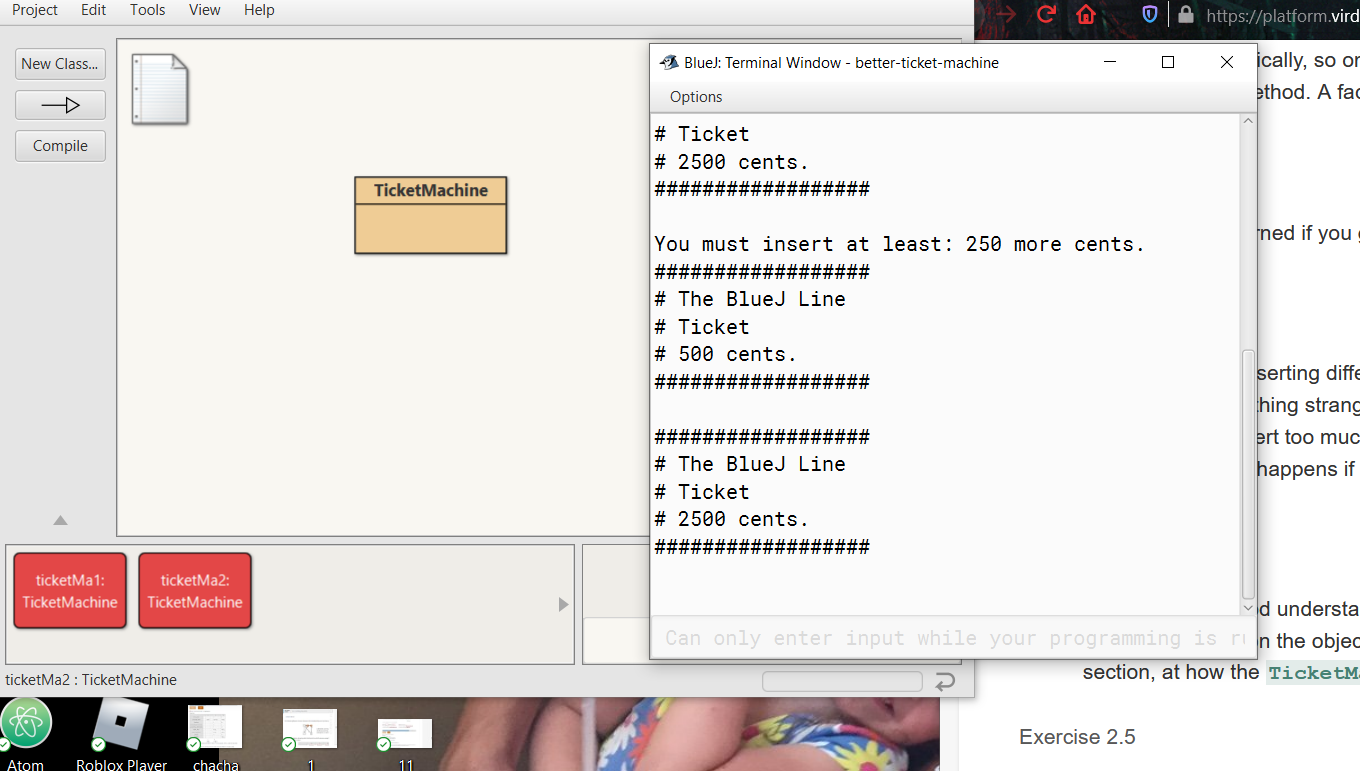 Project Edit Tools View Help
New Class...
Compile
TicketMachine
ticketMa1:
TicketMachine
ticketMa2:
TicketMachine
ticketMa2 : TicketMachine
BlueJ: Terminal Window - better-ticket-machine
Options
# Ticket
# 2500 cents.
##################
You must insert at least: 250 more cents.
##################
# The BlueJ Line
# Ticket
# 500 cents.
##################
##################
# The BlueJ Line
# Ticket
# 2500 cents.
##################
Can only enter input while your programming is ru
https://platform.vird
ically, so or
ethod. A fac
rned if you g
serting diffe
thing strang
ert too muc
happens if
d understa
n the objec
section, at how the TicketMa
Exercise 2.5
Atom
Roblox Player
chacha
1
11